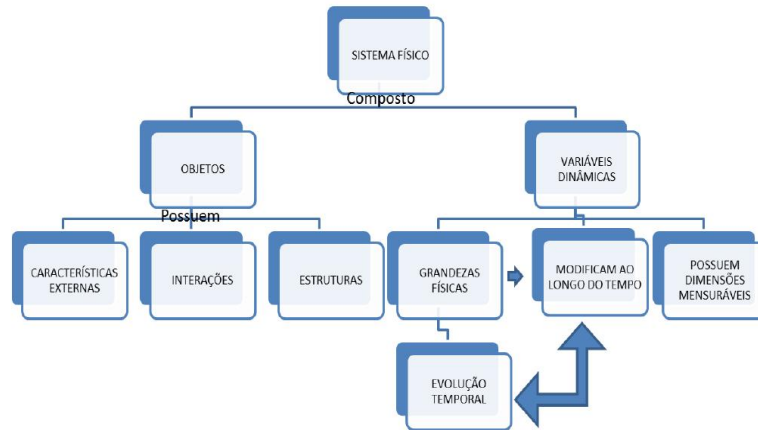 SISTEMA FÍSICO
Composto
OBJETOS
VARIÁVEIS
DINÂMICAS
Possuem
CARACTERÍSTICAS
EXTERNAS
INTERAÇÕES
ESTRUTURAS
GRANDEZAS
FÍSICAS
MODIFICAM AO
LONGO DO TEMPO
POSSUEM
DIMENSÕES
MENSURÁVEIS
EVOLUÇÃO
TEMPORAL